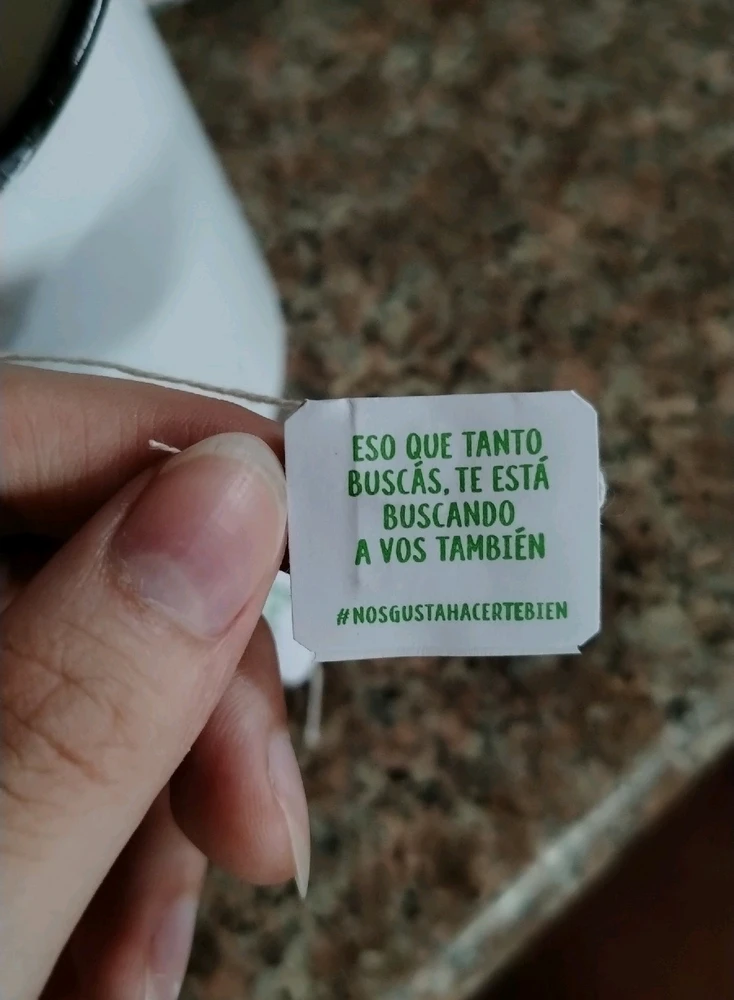 ESO QUE TANTO
BUSCÁS, TE ESTÁ
BUSCANDO
A VOS TAMBIÉN
#NOSGUSTAHACERTEBIEN